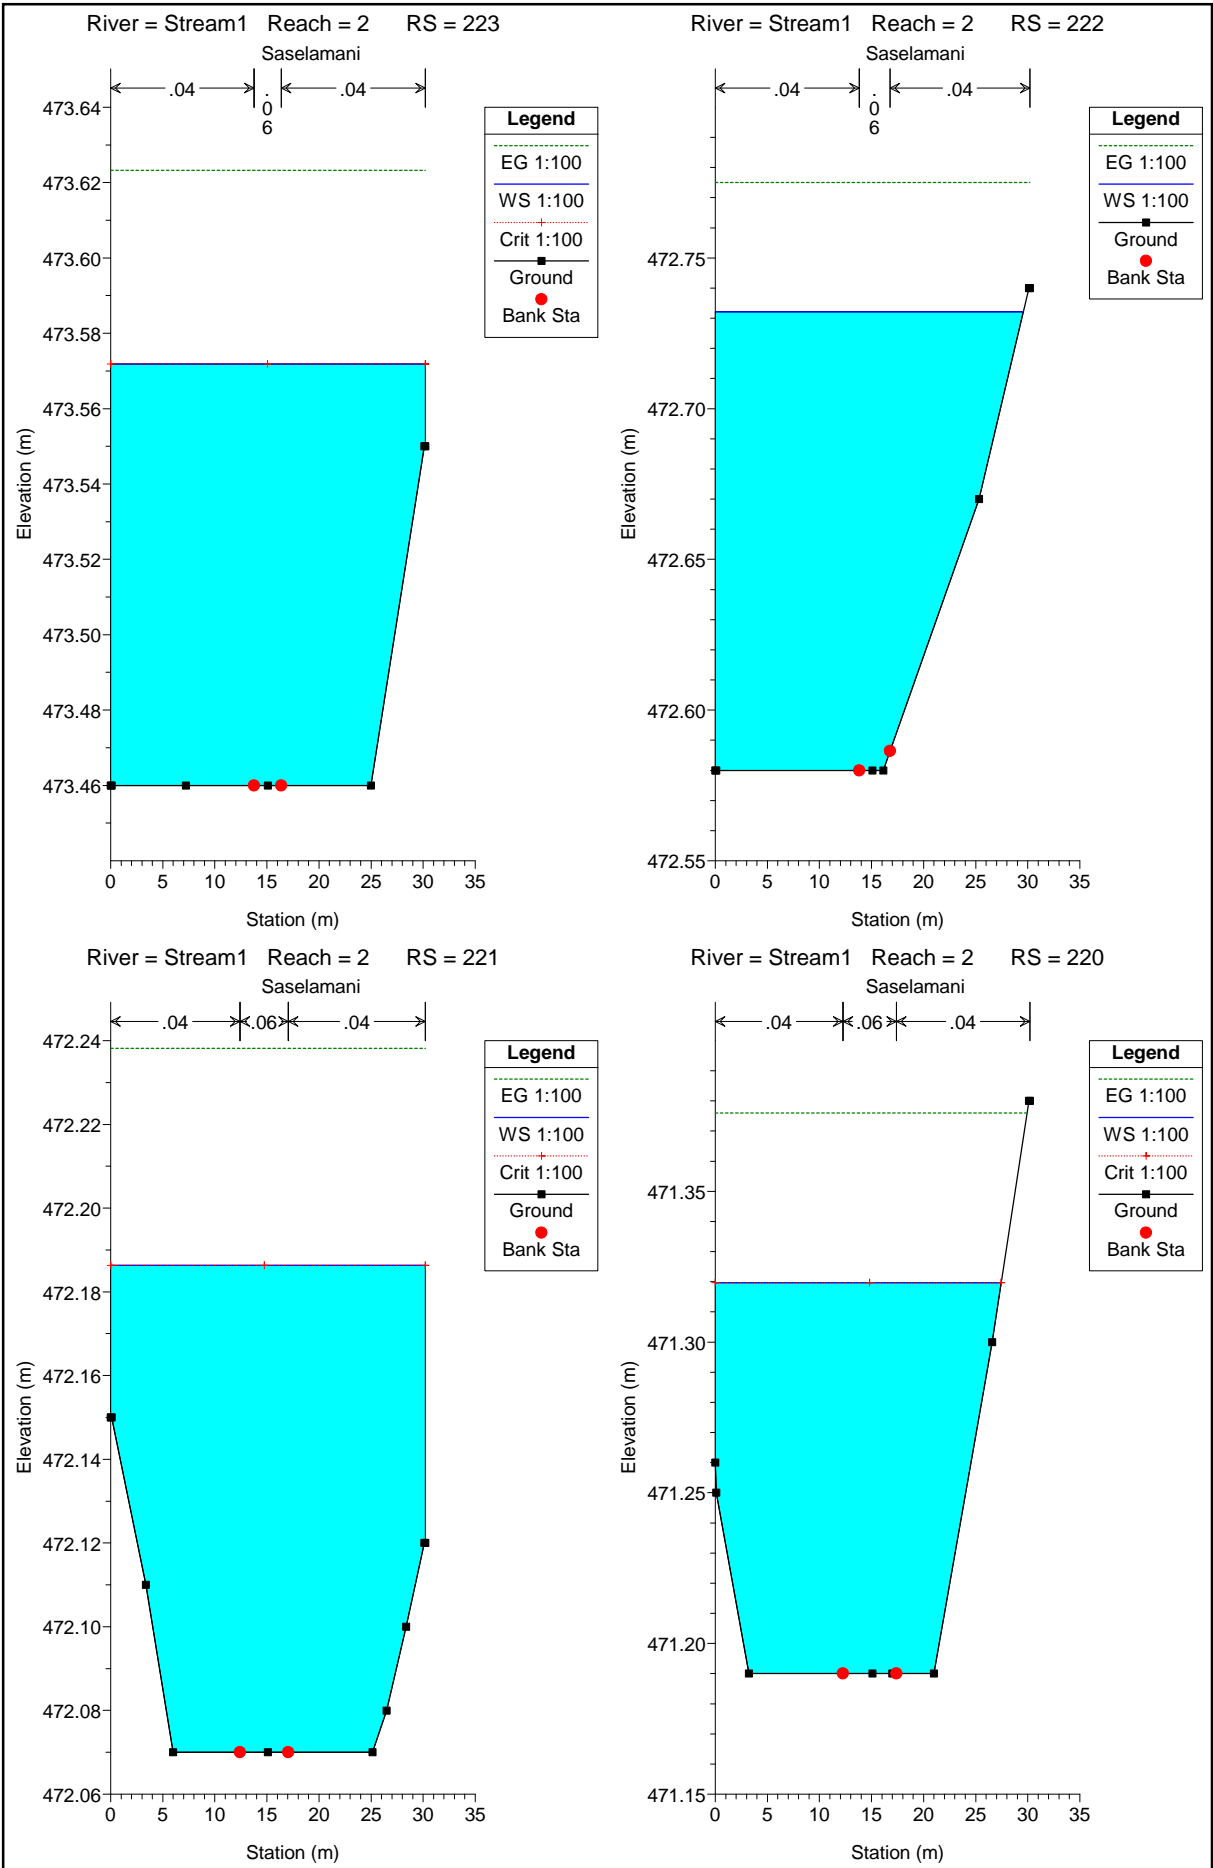 River = Stream1 Reach = 2 RS = 223
Saselamani
.04 .06 .04
473.64
473.62
473.60
473.58
473.56
473.54
473.52
473.50
473.48
473.46
Elevation (m)
0 5 10 15 20 25 30 35
Station (m)
Legend
EG 1:100
WS 1:100
Crit 1:100
Ground
Bank Sta
River = Stream1 Reach = 2 RS = 222
Saselamani
.04 .06 .04
472.75
472.70
472.65
472.60
472.55
Elevation (m)
0 5 10 15 20 25 30 35
Station (m)
Legend
EG 1:100
WS 1:100
Ground
Bank Sta
River = Stream1 Reach = 2 RS = 221
Saselamani
.04 .06 .04
472.24
472.22
472.20
472.18
472.16
472.14
472.12
472.10
472.08
472.06
Elevation (m)
0 5 10 15 20 25 30 35
Station (m)
Legend
EG 1:100
WS 1:100
Crit 1:100
Ground
Bank Sta
River = Stream1 Reach = 2 RS = 220
Saselamani
.04 .06 .04
471.35
471.30
471.25
471.20
471.15
Elevation (m)
0 5 10 15 20 25 30 35
Station (m)
Legend
EG 1:100
WS 1:100
Crit 1:100
Ground
Bank Sta